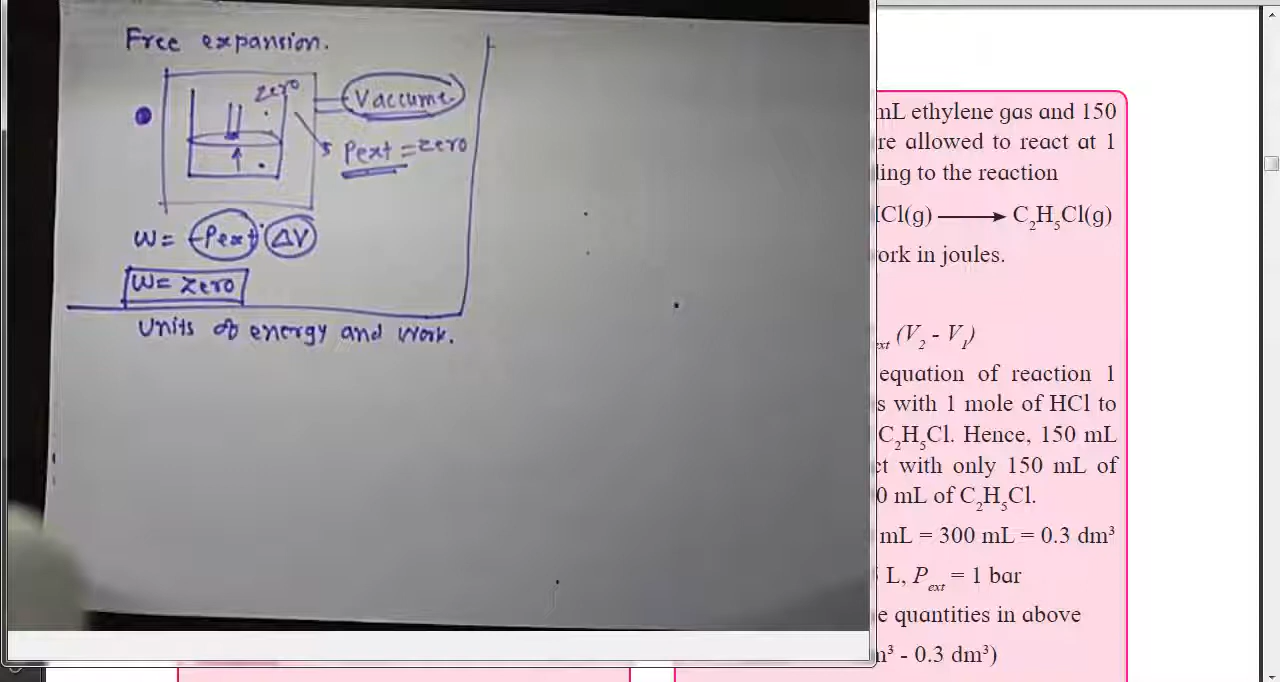 Free expansion.
zero
Vaccume
Pext = zero
W = -Pext · ΔV
W = zero
Units of energy and work.
mL ethylene gas and 150
re allowed to react at 1
ling to the reaction
Cl(g) ⟶ C₂H₅Cl(g)
ork in joules.
ext (V₂ - V₁)
equation of reaction 1
s with 1 mole of HCl to
C₂H₅Cl. Hence, 150 mL
ct with only 150 mL of
0 mL of C₂H₅Cl.
mL = 300 mL = 0.3 dm³
L, Pext = 1 bar
e quantities in above
m³ - 0.3 dm³)